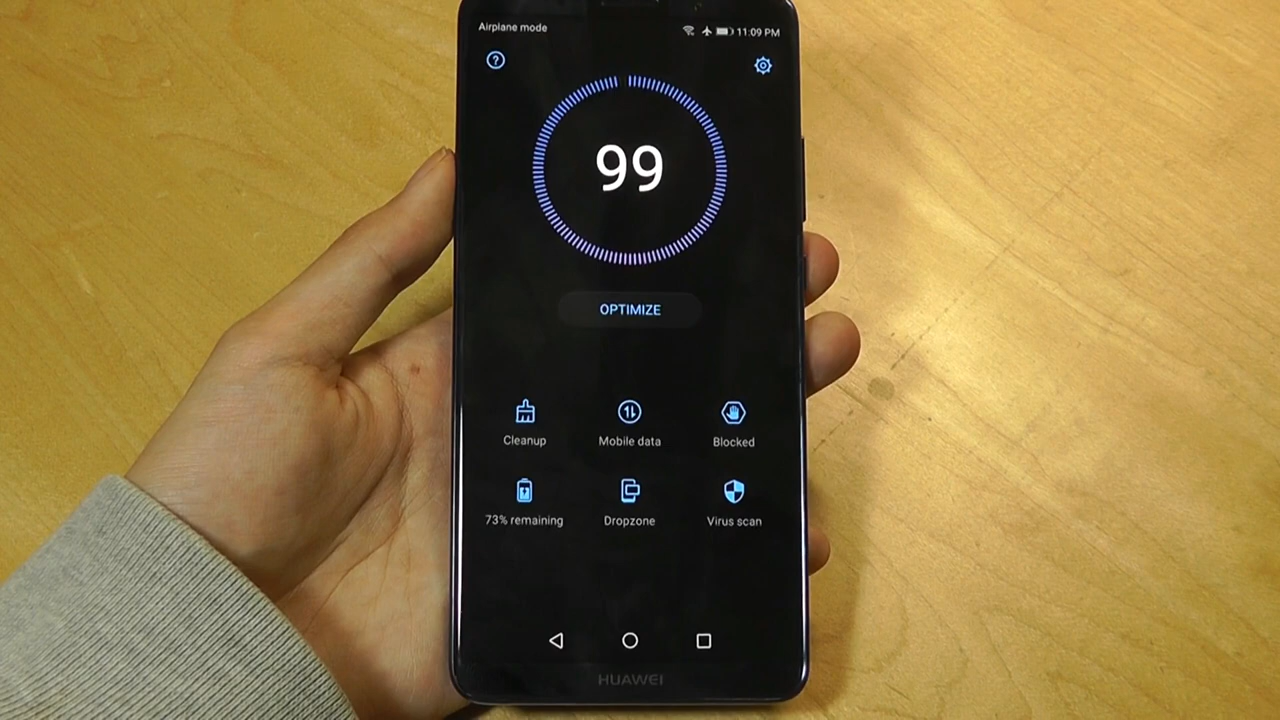 Airplane mode 11:09 PM
?
99
OPTIMIZE
Cleanup Mobile data Blocked
73% remaining Dropzone Virus scan
HUAWEI